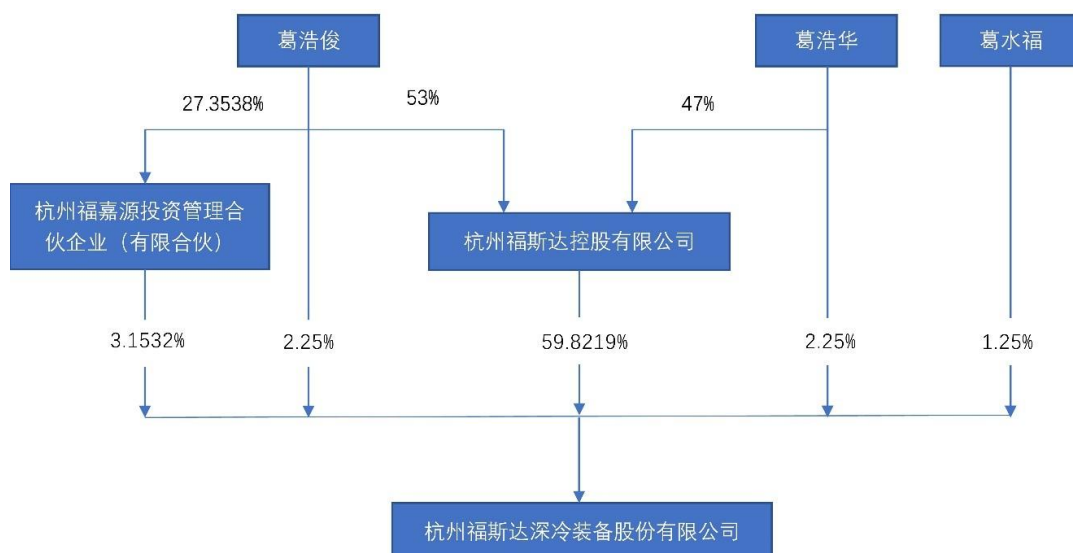 葛浩俊
葛浩华
葛水福
27.3538%
53%
47%
杭州福嘉源投资管理合
伙企业（有限合伙）
杭州福斯达控股有限公司
3.1532%
2.25%
59.8219%
2.25%
1.25%
杭州福斯达深冷装备股份有限公司